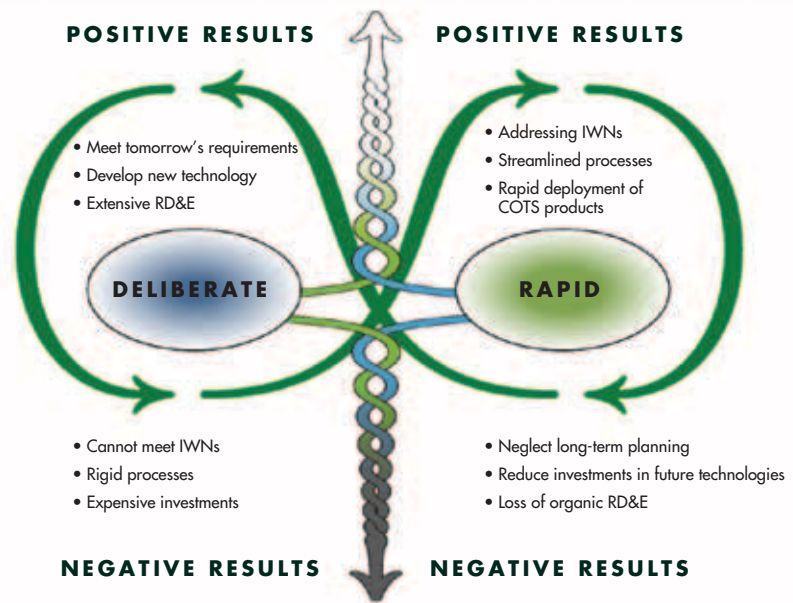 POSITIVE RESULTS
POSITIVE RESULTS
• Meet tomorrow's requirements
• Develop new technology
• Extensive RD&E
• Addressing IWNs
• Streamlined processes
• Rapid deployment of
COTS products
DELIBERATE
RAPID
• Cannot meet IWNs
• Rigid processes
• Expensive investments
• Neglect long-term planning
• Reduce investments in future technologies
• Loss of organic RD&E
NEGATIVE RESULTS
NEGATIVE RESULTS